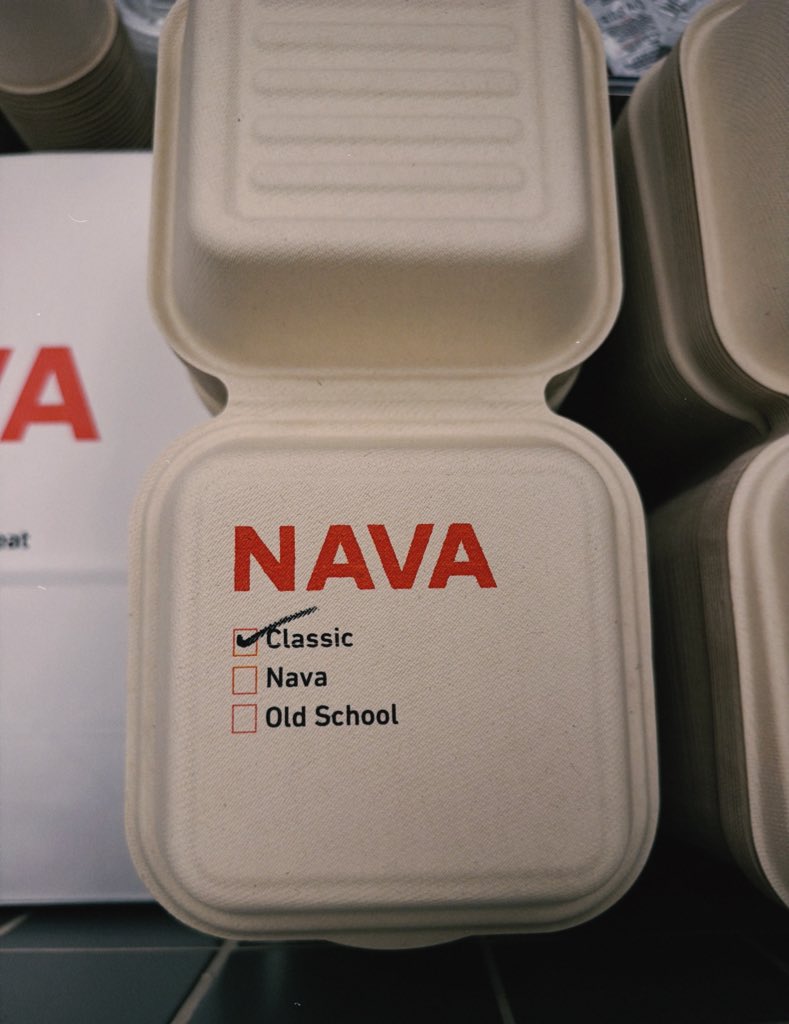 NAVA
Classic
Nava
Old School
VA
eat